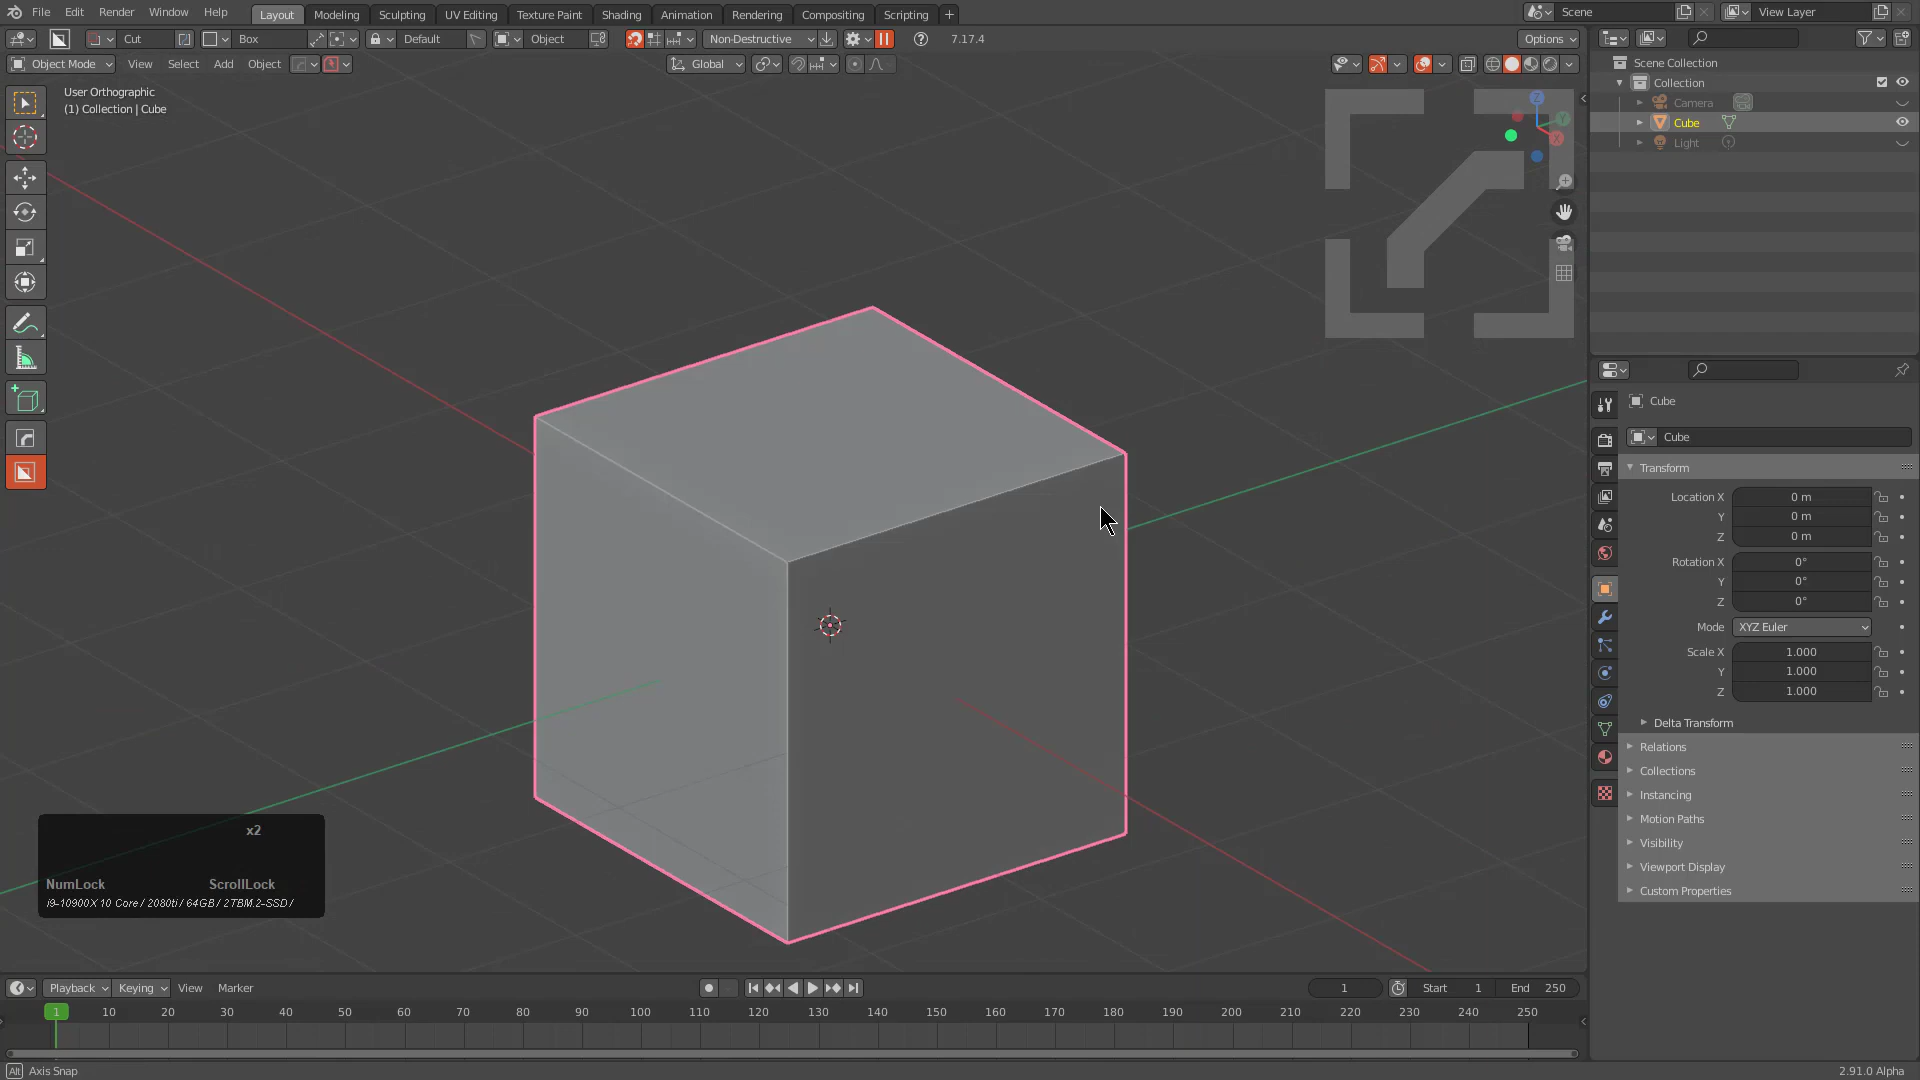 File Edit Render Window Help Layout Modeling Sculpting UV Editing Texture Paint Shading Animation Rendering Compositing Scripting + Scene View Layer
Cut Box Default Object Non-Destructive 7.17.4 Options
Object Mode View Select Add Object Global
User Orthographic
(1) Collection | Cube
Scene Collection
Collection
Camera
Cube
Light
Z
Y
X
Cube
Cube
Transform
Location X 0 m
Y 0 m
Z 0 m
Rotation X 0°
Y 0°
Z 0°
Mode XYZ Euler
Scale X 1.000
Y 1.000
Z 1.000
Delta Transform
Relations
Collections
Instancing
Motion Paths
Visibility
Viewport Display
Custom Properties
x2
NumLock ScrollLock
i9-10900X 10 Core / 2080ti / 64GB / 2TBM.2-SSD /
Playback Keying View Marker 1 Start 1 End 250
1 10 20 30 40 50 60 70 80 90 100 110 120 130 140 150 160 170 180 190 200 210 220 230 240 250
Alt Axis Snap 2.91.0 Alpha